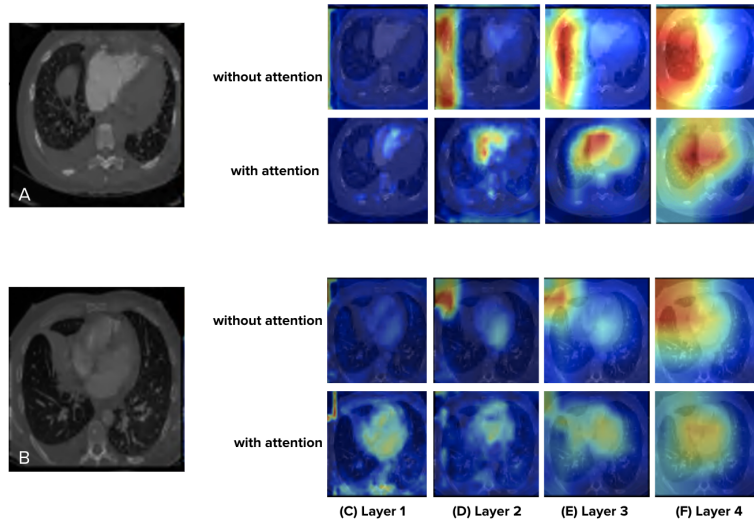 without attention
A
with attention
without attention
B
with attention
(C) Layer 1 (D) Layer 2 (E) Layer 3 (F) Layer 4